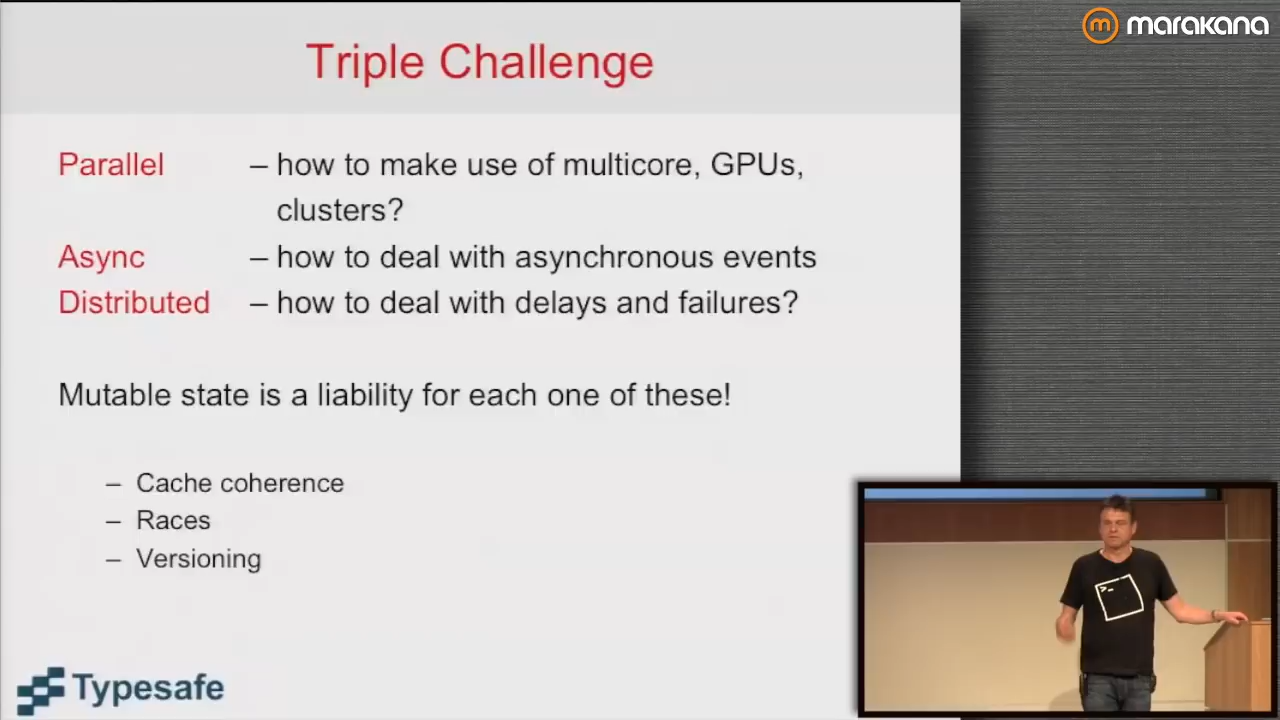 marakana
Triple Challenge
Parallel – how to make use of multicore, GPUs,
clusters?
Async – how to deal with asynchronous events
Distributed – how to deal with delays and failures?
Mutable state is a liability for each one of these!
– Cache coherence
– Races
– Versioning
>_
Typesafe